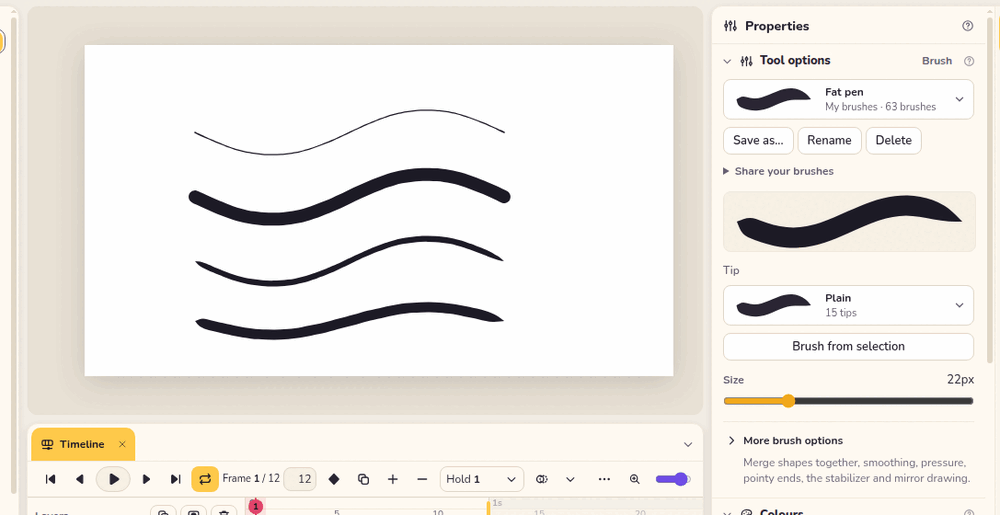 Properties
Tool options
Brush
Fat pen
My brushes · 63 brushes
Save as...
Rename
Delete
Share your brushes
Tip
Plain
15 tips
Brush from selection
Size
22px
More brush options
Merge shapes together, smoothing, pressure,
pointy ends, the stabilizer and mirror drawing.
Colours
Timeline
Frame 1 / 12
12
Hold 1
Layers
1
5
10
1s
15
20